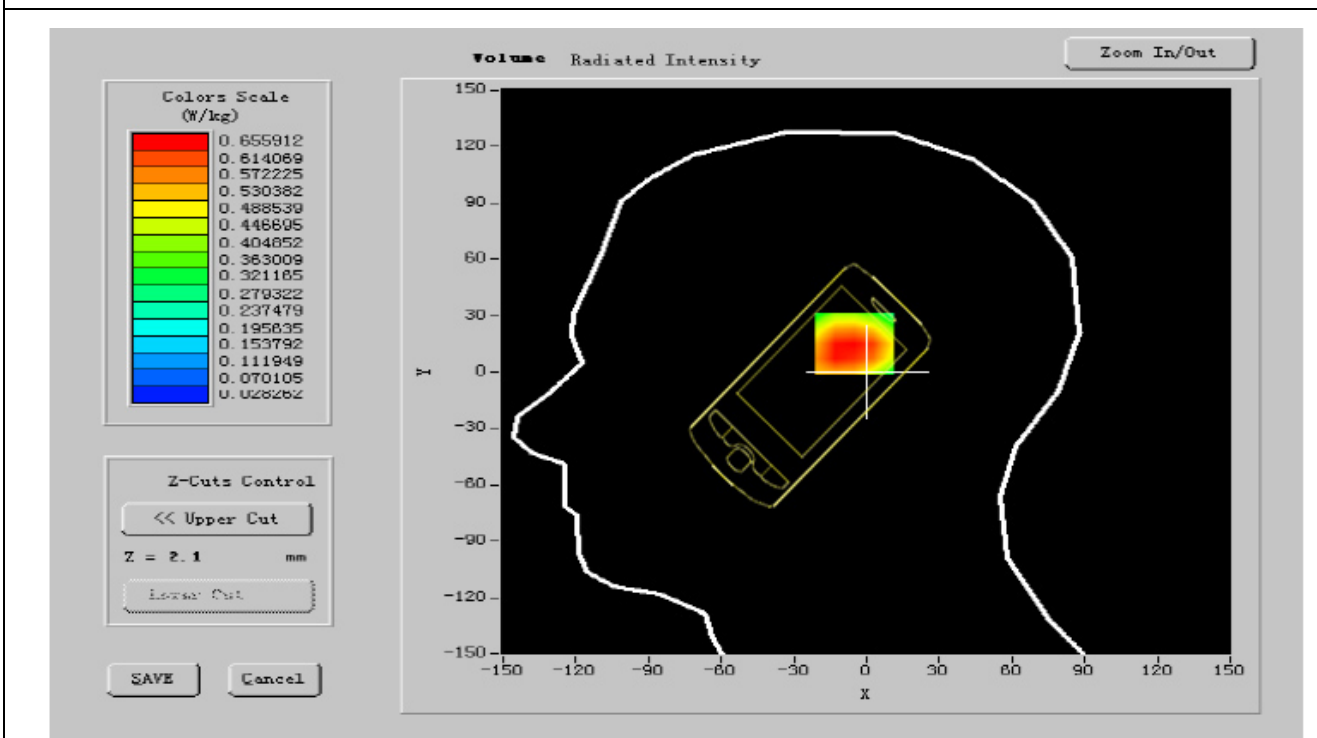 Volume Radiated Intensity
Zoom In/Out
Colors Scale
(W/kg)
0.655912
0.614069
0.572225
0.530382
0.488539
0.446695
0.404852
0.363009
0.321165
0.279322
0.237479
0.195635
0.153792
0.111949
0.070105
0.028262
Z-Cuts Control
<< Upper Cut
Z = 2.1 mm
Lower Cut
SAVE
Cancel
150
120
90
60
30
0
-30
-60
-90
-120
-150
Y
-150 -120 -90 -60 -30 0 30 60 90 120 150
X